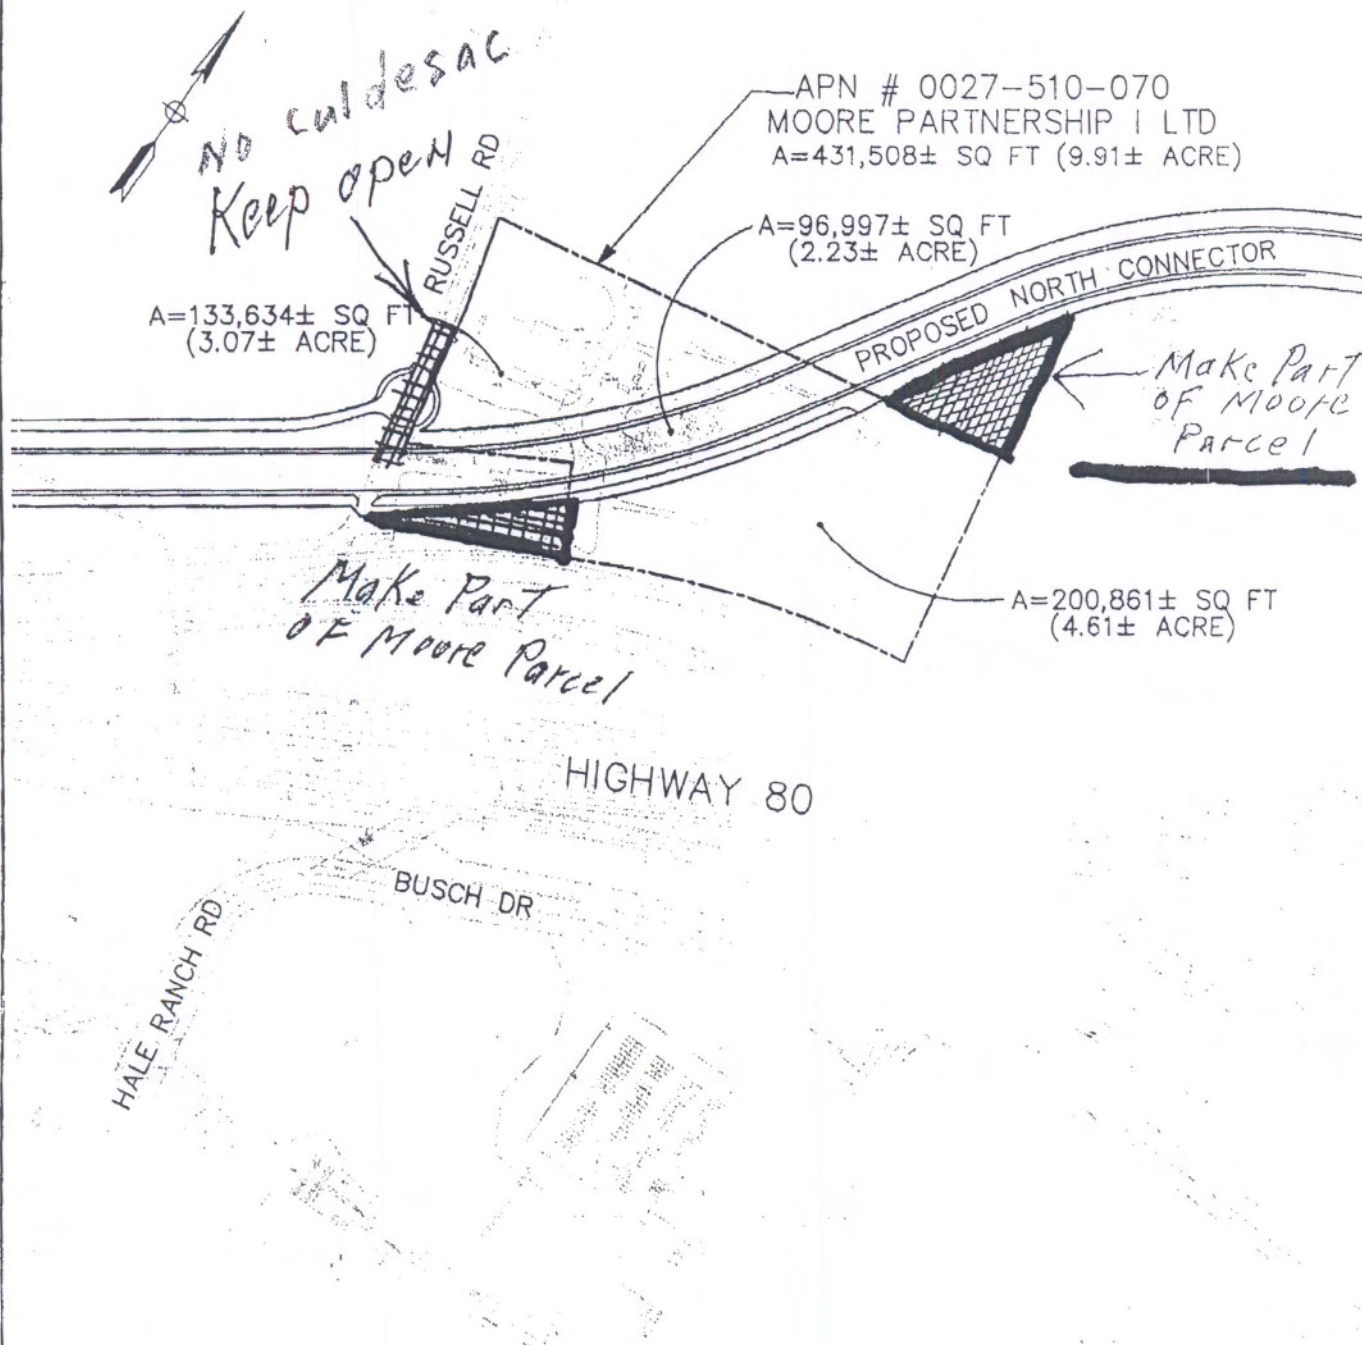 No culdesac
Keep open
RUSSELL RD
APN # 0027-510-070
MOORE PARTNERSHIP I LTD
A=431,508± SQ FT (9.91± ACRE)
A=96,997± SQ FT
(2.23± ACRE)
A=133,634± SQ FT
(3.07± ACRE)
PROPOSED NORTH CONNECTOR
Make Part
OF Moore
Parcel
Make Part
OF Moore Parcel
A=200,861± SQ FT
(4.61± ACRE)
HIGHWAY 80
BUSCH DR
HALE RANCH RD